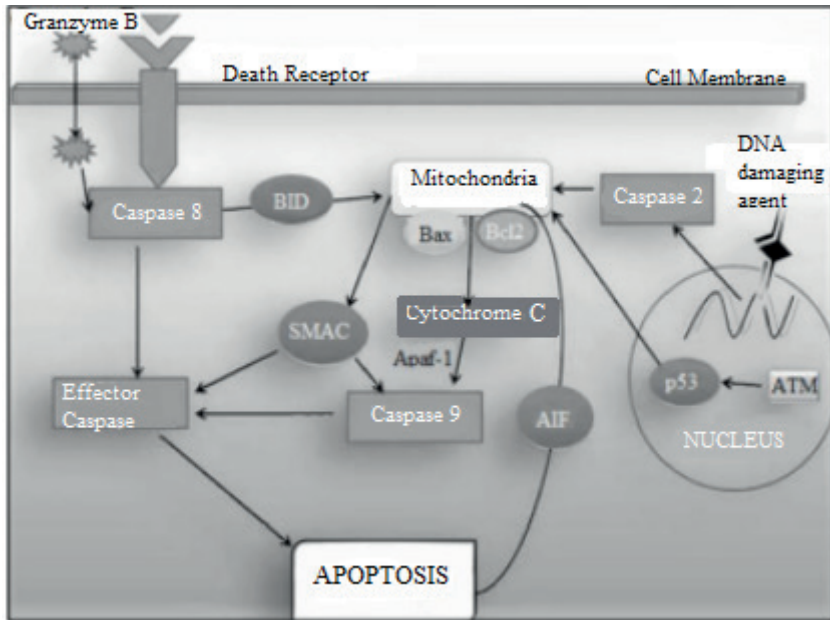 Granzyme B
Death Receptor
Cell Membrane
DNA
damaging
agent
Mitochondria
Caspase 2
Caspase 8
BID
Bax
Bcl2
Cytochrome C
SMAC
Apaf-1
p53
ATM
Effector
Caspase
Caspase 9
AIF
NUCLEUS
APOPTOSIS